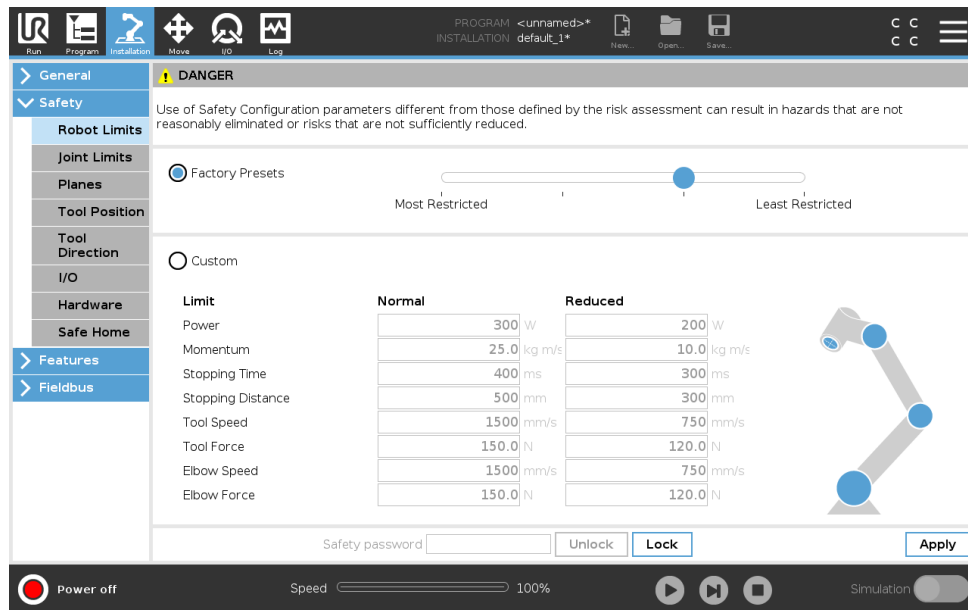 PROGRAM <unnamed>*
INSTALLATION default_1*
Run Program Installation Move I/O Log New... Open... Save...
C C
C C
General
Safety
Robot Limits
Joint Limits
Planes
Tool Position
Tool
Direction
I/O
Hardware
Safe Home
Features
Fieldbus
DANGER
Use of Safety Configuration parameters different from those defined by the risk assessment can result in hazards that are not
reasonably eliminated or risks that are not sufficiently reduced.
Factory Presets
Most Restricted Least Restricted
Custom
Limit Normal Reduced
Power 300 W 200 W
Momentum 25.0 kg m/s 10.0 kg m/s
Stopping Time 400 ms 300 ms
Stopping Distance 500 mm 300 mm
Tool Speed 1500 mm/s 750 mm/s
Tool Force 150.0 N 120.0 N
Elbow Speed 1500 mm/s 750 mm/s
Elbow Force 150.0 N 120.0 N
Safety password Unlock Lock Apply
Power off Speed 100% Simulation